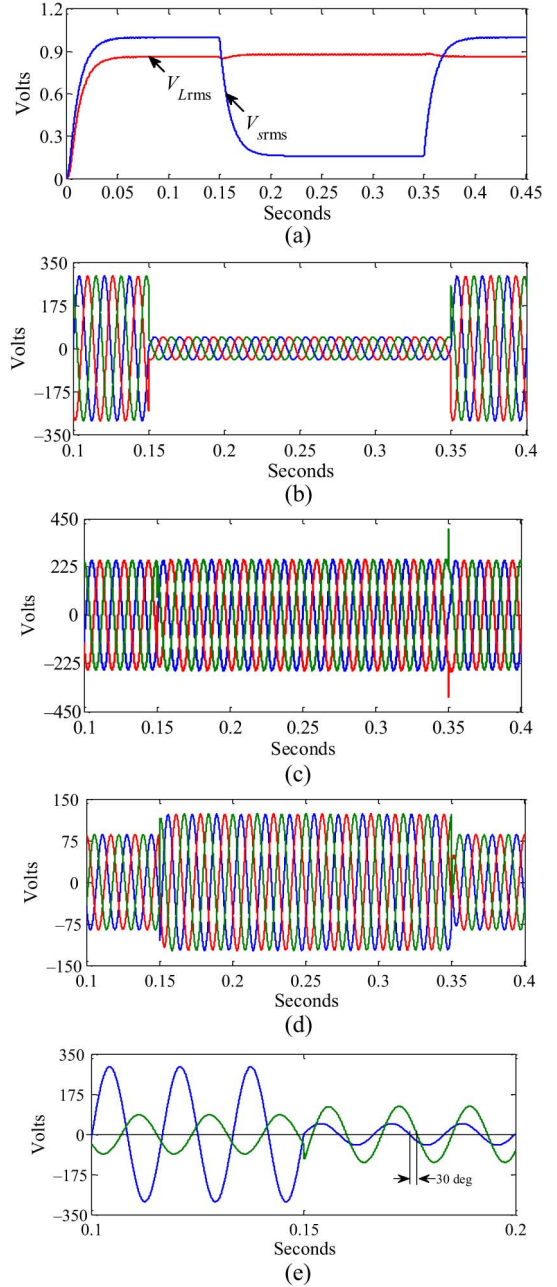 1.2
0.9
0.6
0.3
0
Volts
V_Lrms
V_srms
0 0.05 0.1 0.15 0.2 0.25 0.3 0.35 0.4 0.45
Seconds
(a)
350
175
0
−175
−350
Volts
0.1 0.15 0.2 0.25 0.3 0.35 0.4
Seconds
(b)
450
225
0
−225
−450
Volts
0.1 0.15 0.2 0.25 0.3 0.35 0.4
Seconds
(c)
150
75
0
−75
−150
Volts
0.1 0.15 0.2 0.25 0.3 0.35 0.4
Seconds
(d)
350
175
0
−175
−350
Volts
30 deg
0.1 0.15 0.2
Seconds
(e)